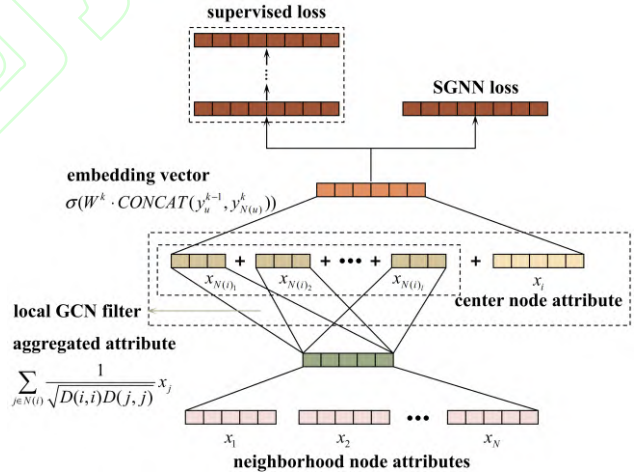 supervised loss
SGNN loss
embedding vector
σ(W^k · CONCAT(y_u^{k-1}, y_{N(u)}^k))
+ + ••• + +
x_{N(i)_1} x_{N(i)_2} x_{N(i)_l} x_i
center node attribute
local GCN filter
aggregated attribute
∑_{j∈N(i)} 1/√(D(i,i)D(j,j)) x_j
•••
x_1 x_2 x_N
neighborhood node attributes